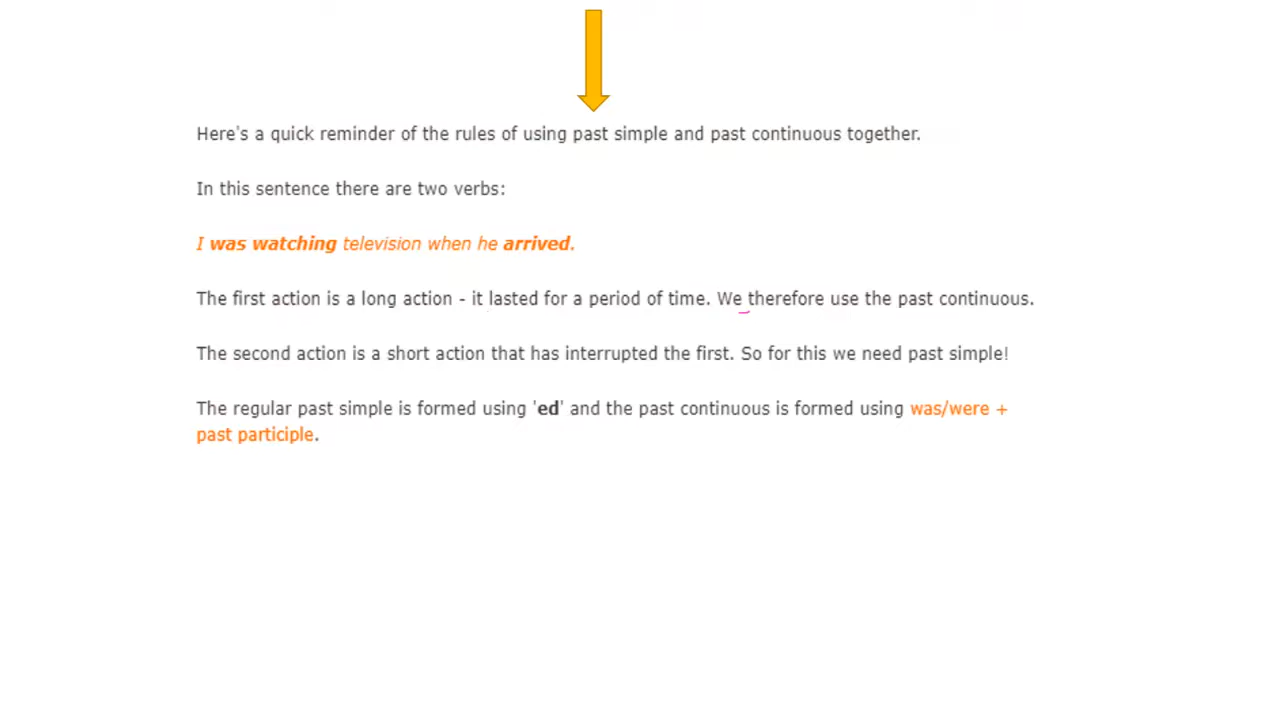 Here's a quick reminder of the rules of using past simple and past continuous together.
In this sentence there are two verbs:
I was watching television when he arrived.
The first action is a long action - it lasted for a period of time. We therefore use the past continuous.
The second action is a short action that has interrupted the first. So for this we need past simple!
The regular past simple is formed using 'ed' and the past continuous is formed using was/were +
past participle.